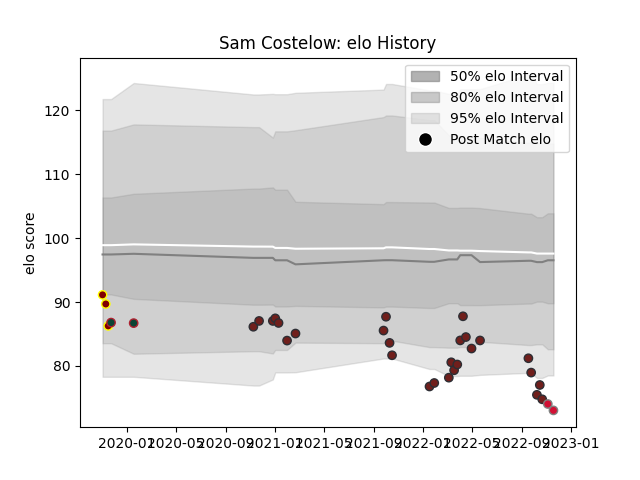 Sam Costelow: elo History
50% elo Interval
80% elo Interval
95% elo Interval
Post Match elo
elo score
120
110
100
90
80
2020-01 2020-05 2020-09 2021-01 2021-05 2021-09 2022-01 2022-05 2022-09 2023-01